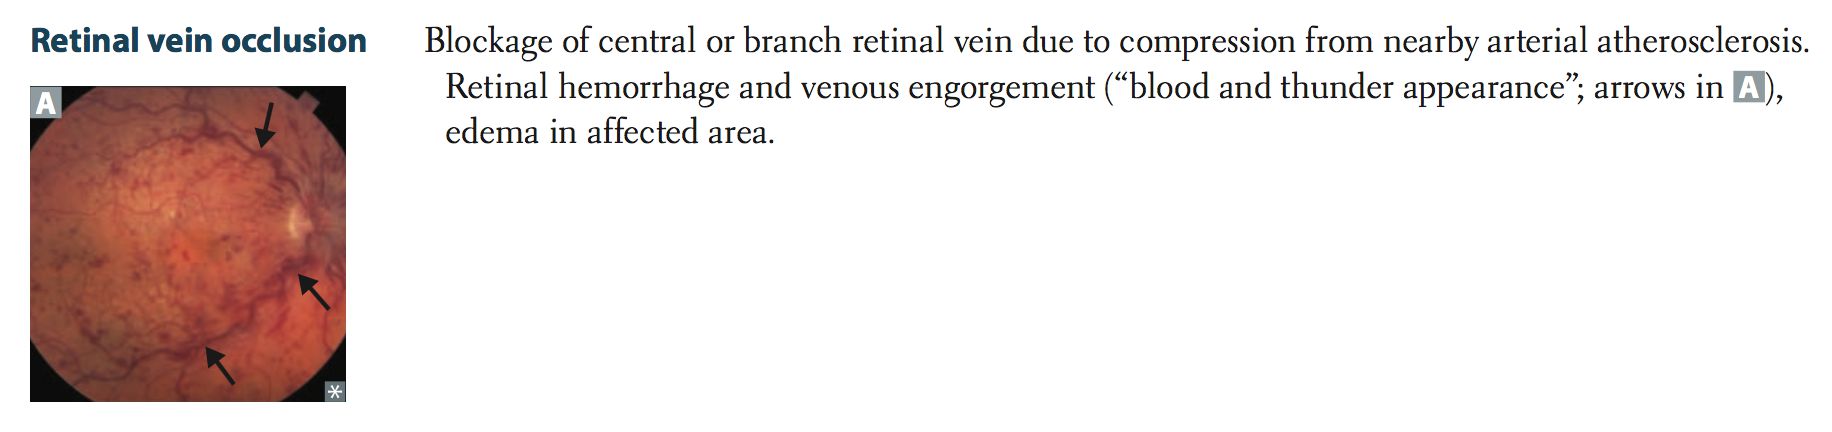 Retinal vein occlusion
A
*
Blockage of central or branch retinal vein due to compression from nearby arterial atherosclerosis.
Retinal hemorrhage and venous engorgement (“blood and thunder appearance”; arrows in A),
edema in affected area.